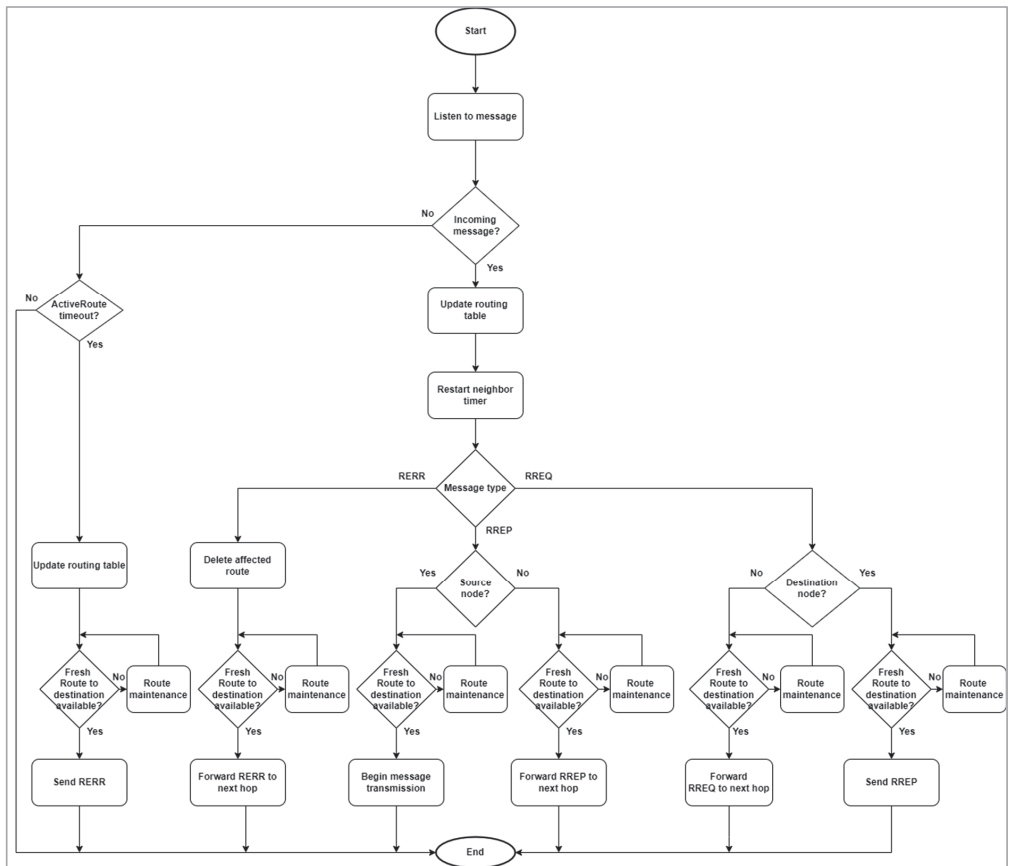 Start
Listen to message
No
Incoming
message?
Yes
No
ActiveRoute
timeout?
Yes
Update routing
table
Restart neighbor
timer
RERR
Message type
RREQ
RREP
Update routing table
Delete affected
route
Yes
Source
node?
No
No
Destination
node?
Yes
Fresh
Route to
destination
available?
No
Route
maintenance
Yes
Fresh
Route to
destination
available?
No
Route
maintenance
Yes
Fresh
Route to
destination
available?
No
Route
maintenance
Yes
Fresh
Route to
destination
available?
No
Route
maintenance
Yes
Fresh
Route to
destination
available?
No
Route
maintenance
Yes
Fresh
Route to
destination
available?
No
Route
maintenance
Yes
Send RERR
Forward RERR to
next hop
Begin message
transmission
Forward RREP to
next hop
Forward
RREQ to next hop
Send RREP
End